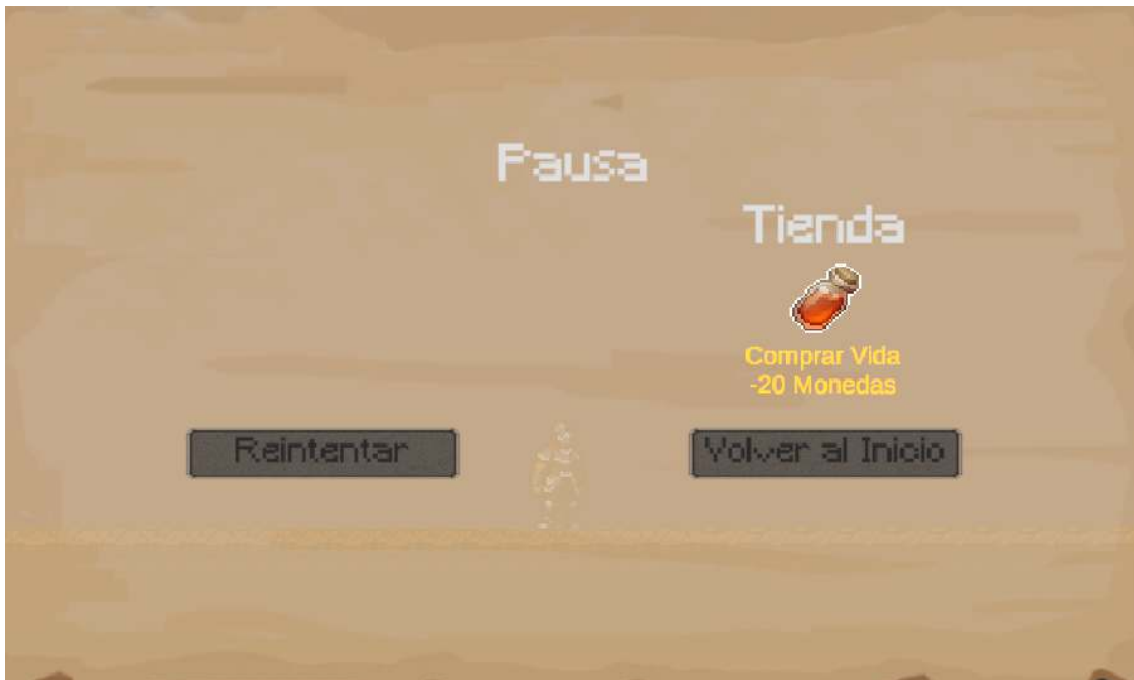 Pausa
Tienda
Comprar Vida
-20 Monedas
Reintentar
Volver al Inicio